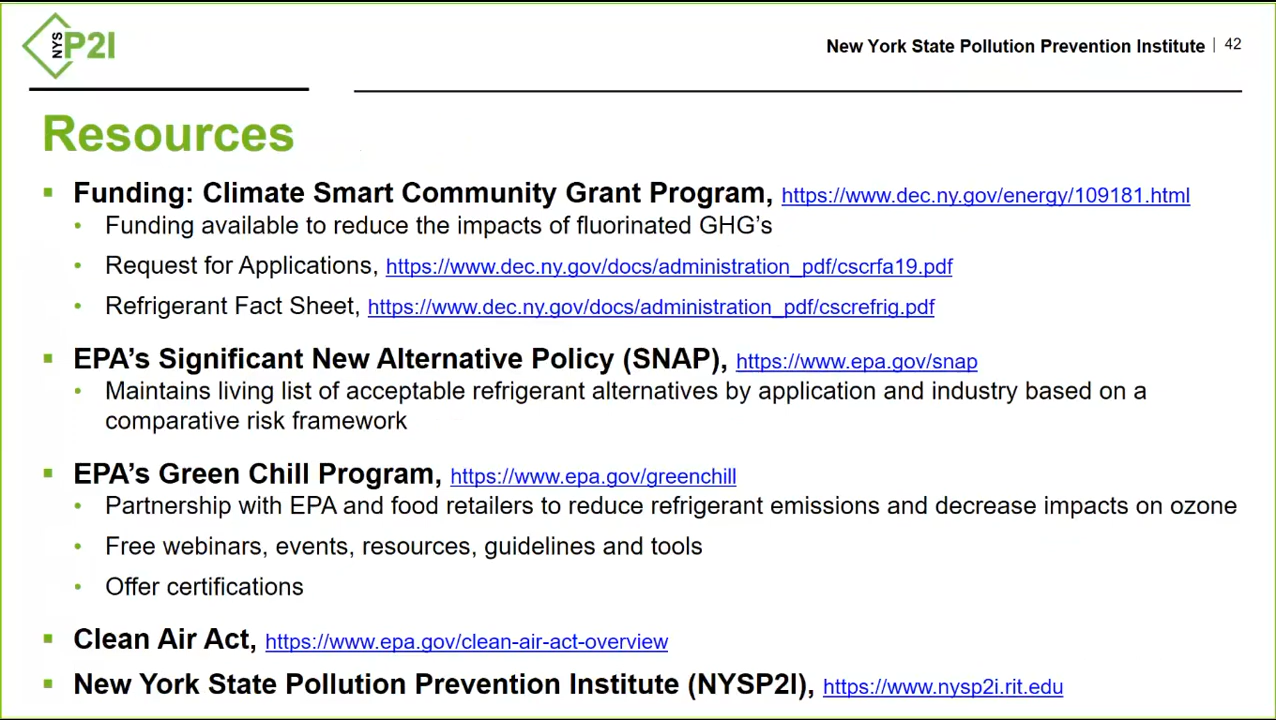 NYS P2I
New York State Pollution Prevention Institute | 42
Resources
▪ Funding: Climate Smart Community Grant Program, https://www.dec.ny.gov/energy/109181.html
• Funding available to reduce the impacts of fluorinated GHG’s
• Request for Applications, https://www.dec.ny.gov/docs/administration_pdf/cscrfa19.pdf
• Refrigerant Fact Sheet, https://www.dec.ny.gov/docs/administration_pdf/cscrefrig.pdf
▪ EPA’s Significant New Alternative Policy (SNAP), https://www.epa.gov/snap
• Maintains living list of acceptable refrigerant alternatives by application and industry based on a
comparative risk framework
▪ EPA’s Green Chill Program, https://www.epa.gov/greenchill
• Partnership with EPA and food retailers to reduce refrigerant emissions and decrease impacts on ozone
• Free webinars, events, resources, guidelines and tools
• Offer certifications
▪ Clean Air Act, https://www.epa.gov/clean-air-act-overview
▪ New York State Pollution Prevention Institute (NYSP2I), https://www.nysp2i.rit.edu